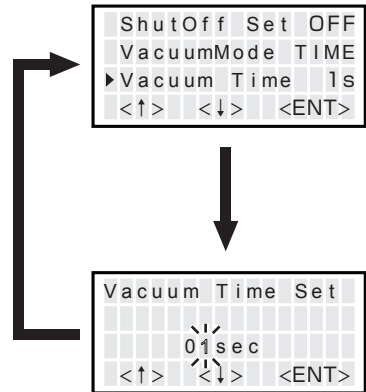 ShutOff Set OFF
VacuumMode TIME
▶Vacuum Time 1s
<↑> <↓> <ENT>
Vacuum Time Set
01sec
<↑> <↓> <ENT>